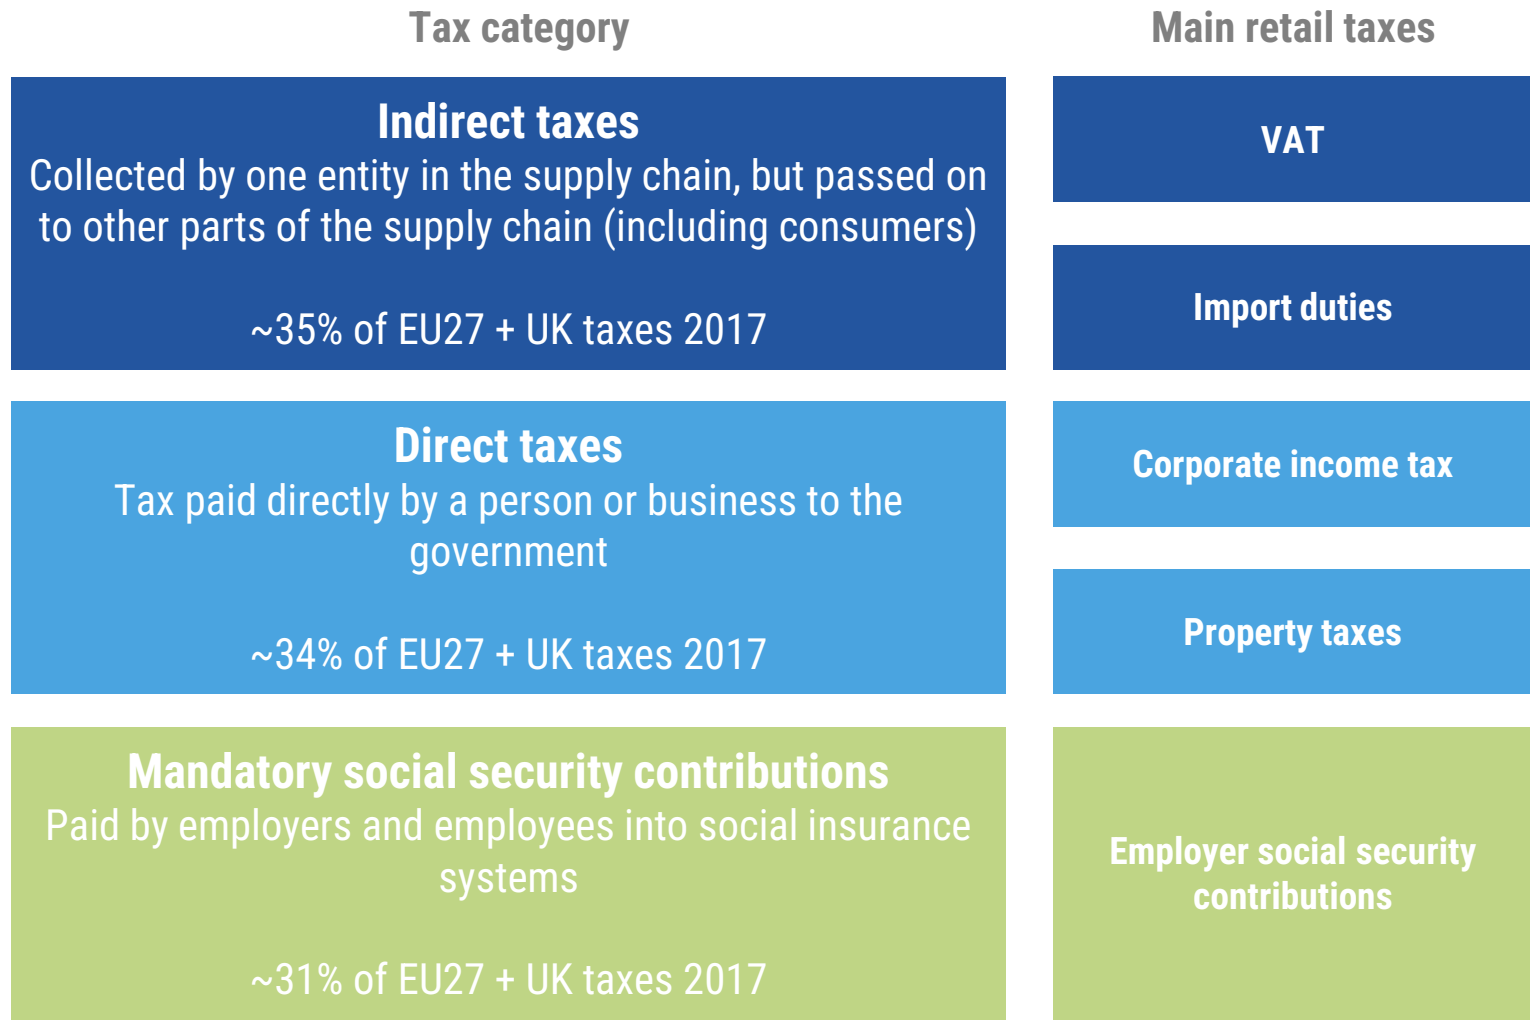 Tax category
Main retail taxes
Indirect taxes
Collected by one entity in the supply chain, but passed on
to other parts of the supply chain (including consumers)
~35% of EU27 + UK taxes 2017
VAT
Import duties
Direct taxes
Tax paid directly by a person or business to the
government
~34% of EU27 + UK taxes 2017
Corporate income tax
Property taxes
Mandatory social security contributions
Paid by employers and employees into social insurance
systems
~31% of EU27 + UK taxes 2017
Employer social security
contributions